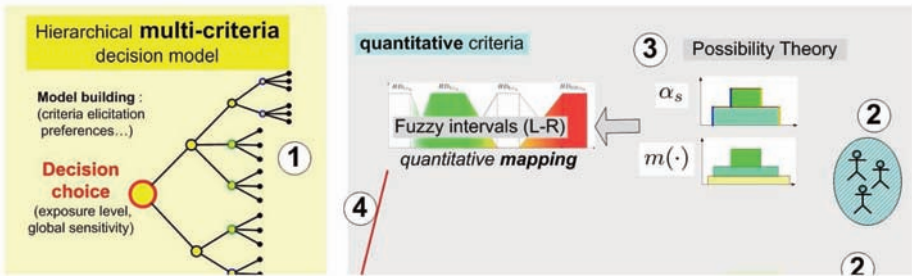 Hierarchical multi-criteria
decision model
Model building :
(criteria elicitation
preferences...)
Decision
choice
(exposure level,
global sensitivity)
1
quantitative criteria
3
Possibility Theory
Fuzzy intervals (L-R)
quantitative mapping
αₛ
m(·)
2
4
2